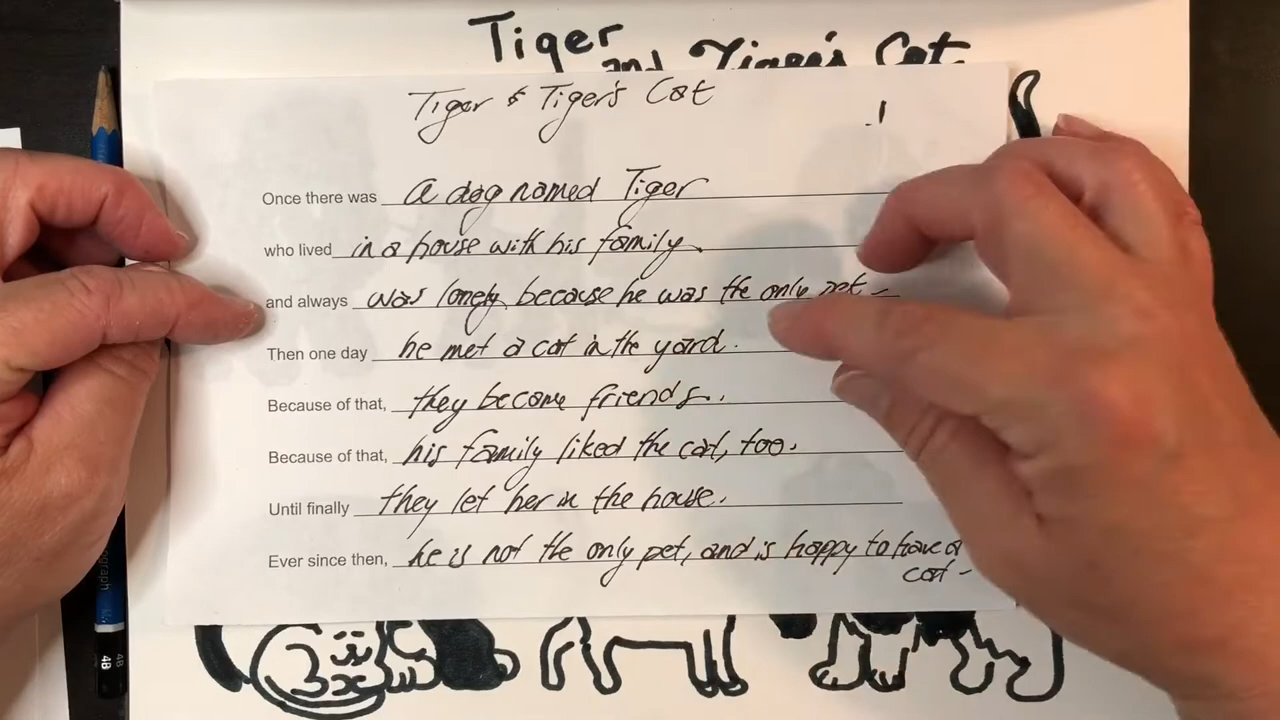 Tiger
and Tiger's Cat
Tiger & Tiger's Cat
Once there was a dog named Tiger
who lived in a house with his family.
and always was lonely because he was the only pet.
Then one day he met a cat in the yard.
Because of that, they become friends.
Because of that, his family liked the cat, too.
Until finally they let her in the house.
Ever since then, he is not the only pet, and is happy to have a
cat.
4B
4B